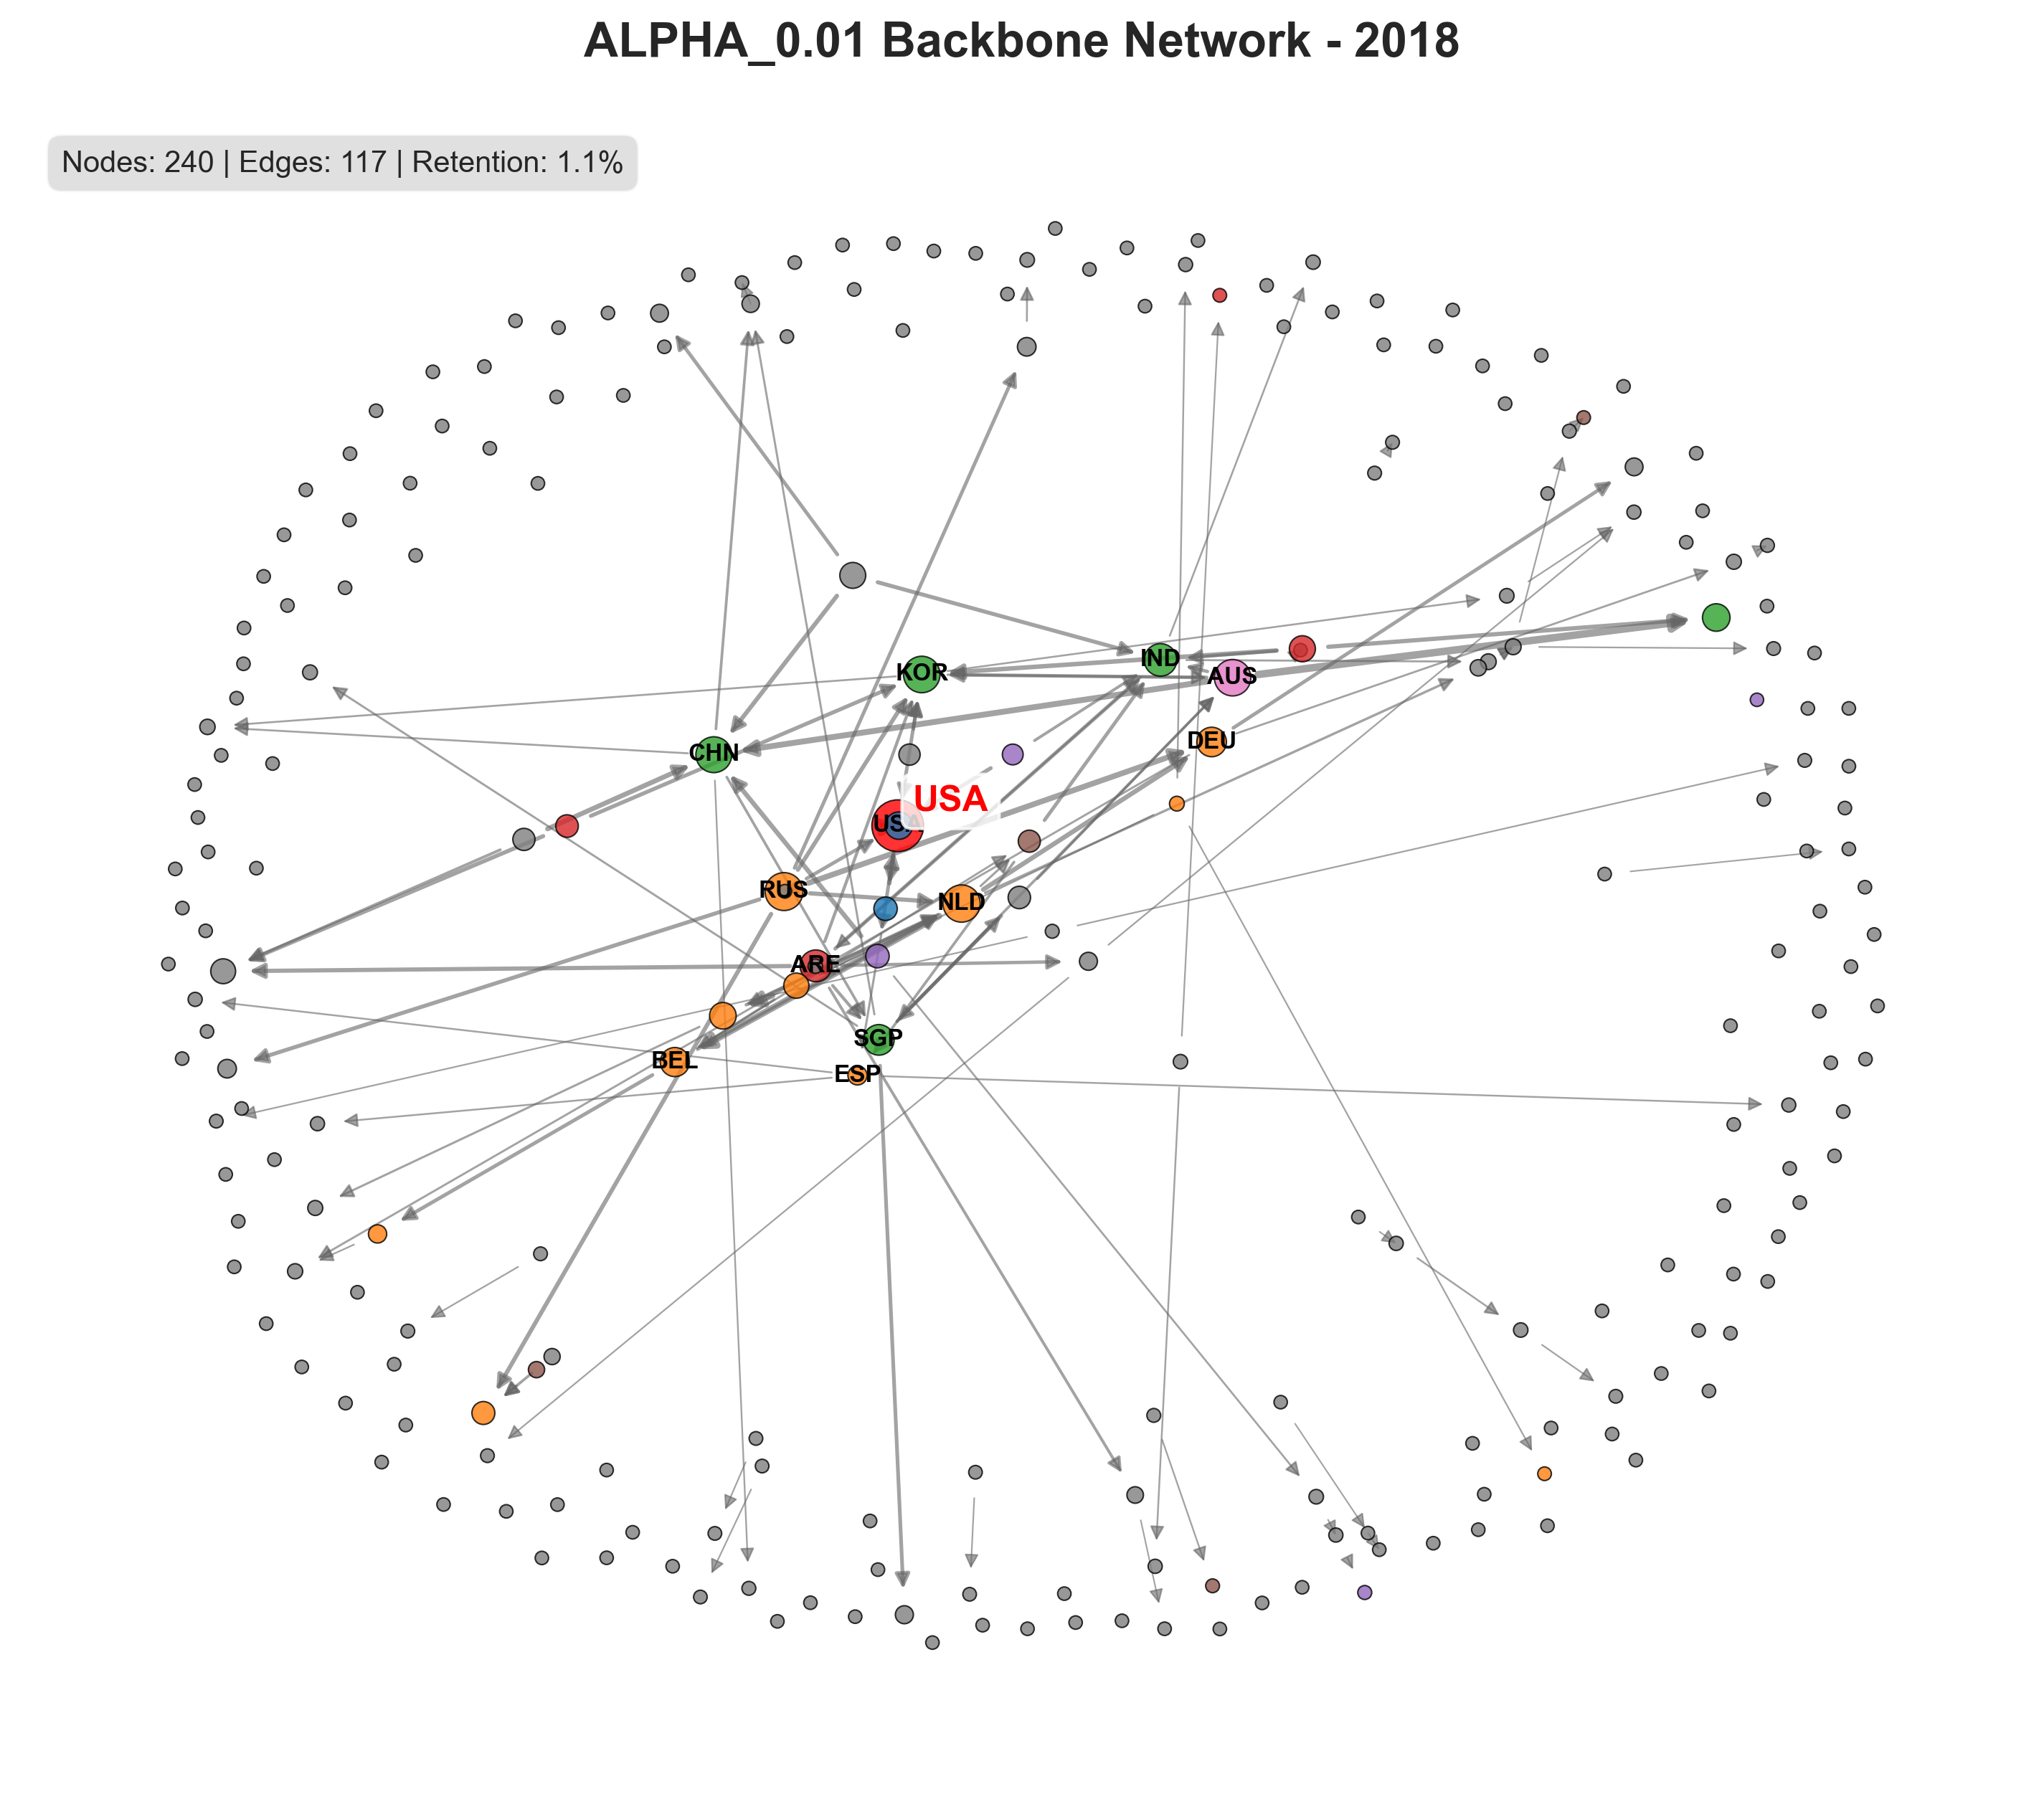 ALPHA_0.01 Backbone Network - 2018
Nodes: 240 | Edges: 117 | Retention: 1.1%
IND
KOR
AUS
DEU
CHN
USA
USA
RUS
NLD
ARE
SGP
BEL
ESP